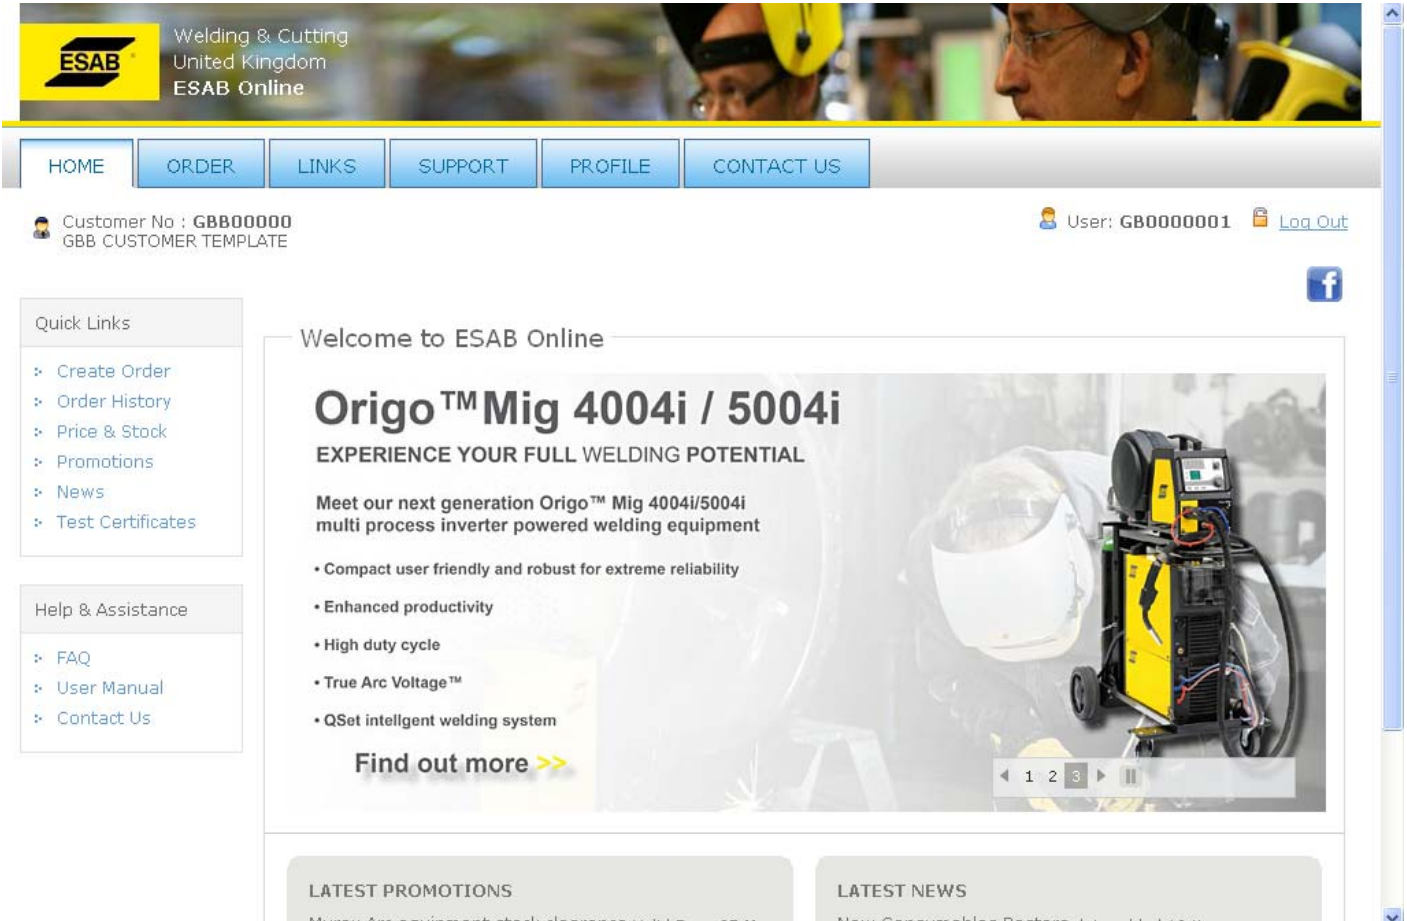 ESAB
Welding & Cutting
United Kingdom
ESAB Online
HOME
ORDER
LINKS
SUPPORT
PROFILE
CONTACT US
Customer No : GBB00000
GBB CUSTOMER TEMPLATE
User: GB0000001
Log Out
f
Quick Links
Create Order
Order History
Price & Stock
Promotions
News
Test Certificates
Help & Assistance
FAQ
User Manual
Contact Us
Welcome to ESAB Online
Origo™Mig 4004i / 5004i
EXPERIENCE YOUR FULL WELDING POTENTIAL
Meet our next generation Origo™ Mig 4004i/5004i
multi process inverter powered welding equipment
• Compact user friendly and robust for extreme reliability
• Enhanced productivity
• High duty cycle
• True Arc Voltage™
• QSet intellgent welding system
Find out more >>
1 2 3
LATEST PROMOTIONS
LATEST NEWS